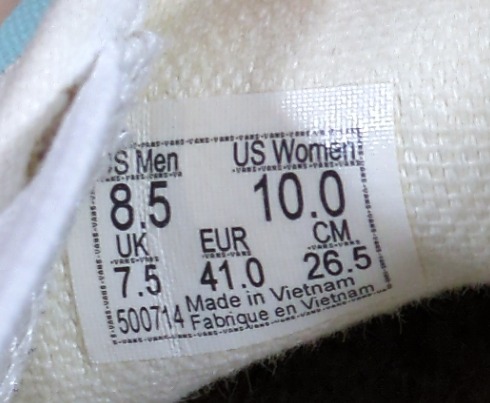 US Men US Women
8.5 10.0
UK EUR CM
7.5 41.0 26.5
500714 Made in Vietnam
Fabrique en Vietnam